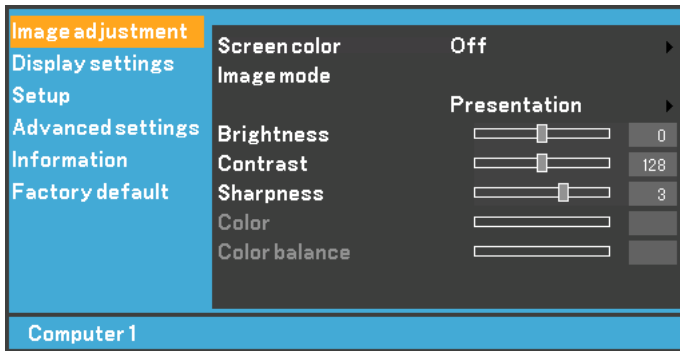 Image adjustment
Display settings
Setup
Advanced settings
Information
Factory default
Screen color Off
Image mode
Presentation
Brightness 0
Contrast 128
Sharpness 3
Color
Color balance
Computer 1